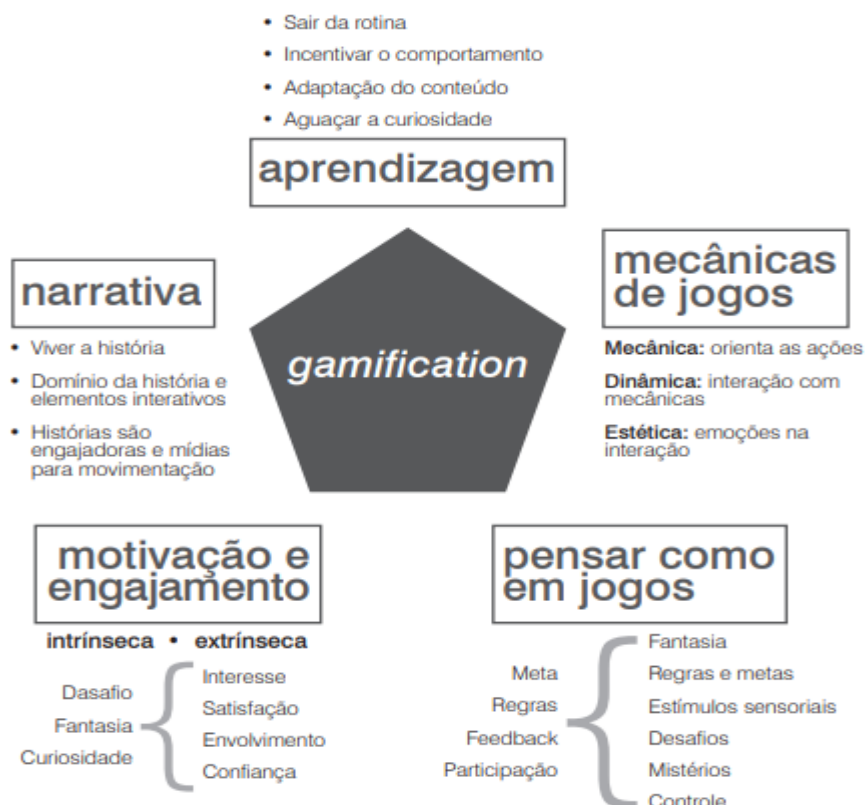 • Sair da rotina
• Incentivar o comportamento
• Adaptação do conteúdo
• Aguaçar a curiosidade
aprendizagem
narrativa
• Viver a história
• Domínio da história e
elementos interativos
• Histórias são
engajadoras e mídias
para movimentação
gamification
mecânicas
de jogos
Mecânica: orienta as ações
Dinâmica: interação com
mecânicas
Estética: emoções na
interação
motivação e
engajamento
intrínseca • extrínseca
Dasafio
Fantasia
Curiosidade
Interesse
Satisfação
Envolvimento
Confiança
pensar como
em jogos
Meta
Regras
Feedback
Participação
Fantasia
Regras e metas
Estímulos sensoriais
Desafios
Mistérios
Controle